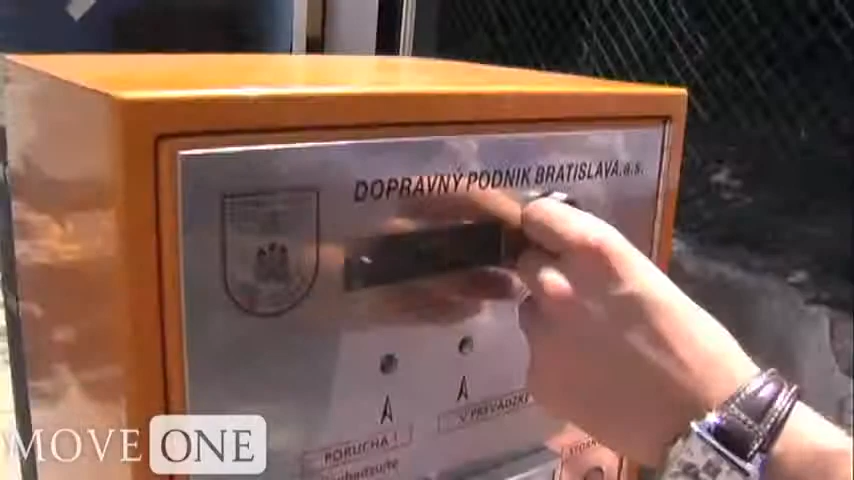 DOPRAVNÝ PODNIK BRATISLAVA, a.s.
PORUCHA !
V PREVÁDZKE
MOVE ONE